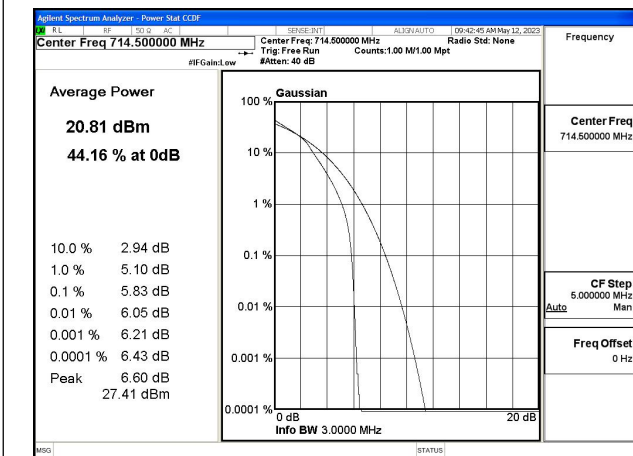 Agilent Spectrum Analyzer - Power Stat CCDF
RL RF 50 Ω AC SENSE:INT ALIGN AUTO 09:42:45 AM May 12, 2023
Center Freq 714.500000 MHz
Center Freq: 714.500000 MHz Radio Std: None
Trig: Free Run Counts:1.00 M/1.00 Mpt
#IFGain:Low #Atten: 40 dB
Frequency
Average Power
20.81 dBm
44.16 % at 0dB
10.0 % 2.94 dB
1.0 % 5.10 dB
0.1 % 5.83 dB
0.01 % 6.05 dB
0.001 % 6.21 dB
0.0001 % 6.43 dB
Peak 6.60 dB
27.41 dBm
Gaussian
100 %
10 %
1 %
0.1 %
0.01 %
0.001 %
0.0001 %
0 dB 20 dB
Info BW 3.0000 MHz
Center Freq
714.500000 MHz
CF Step
5.000000 MHz
Auto Man
Freq Offset
0 Hz
MSG STATUS